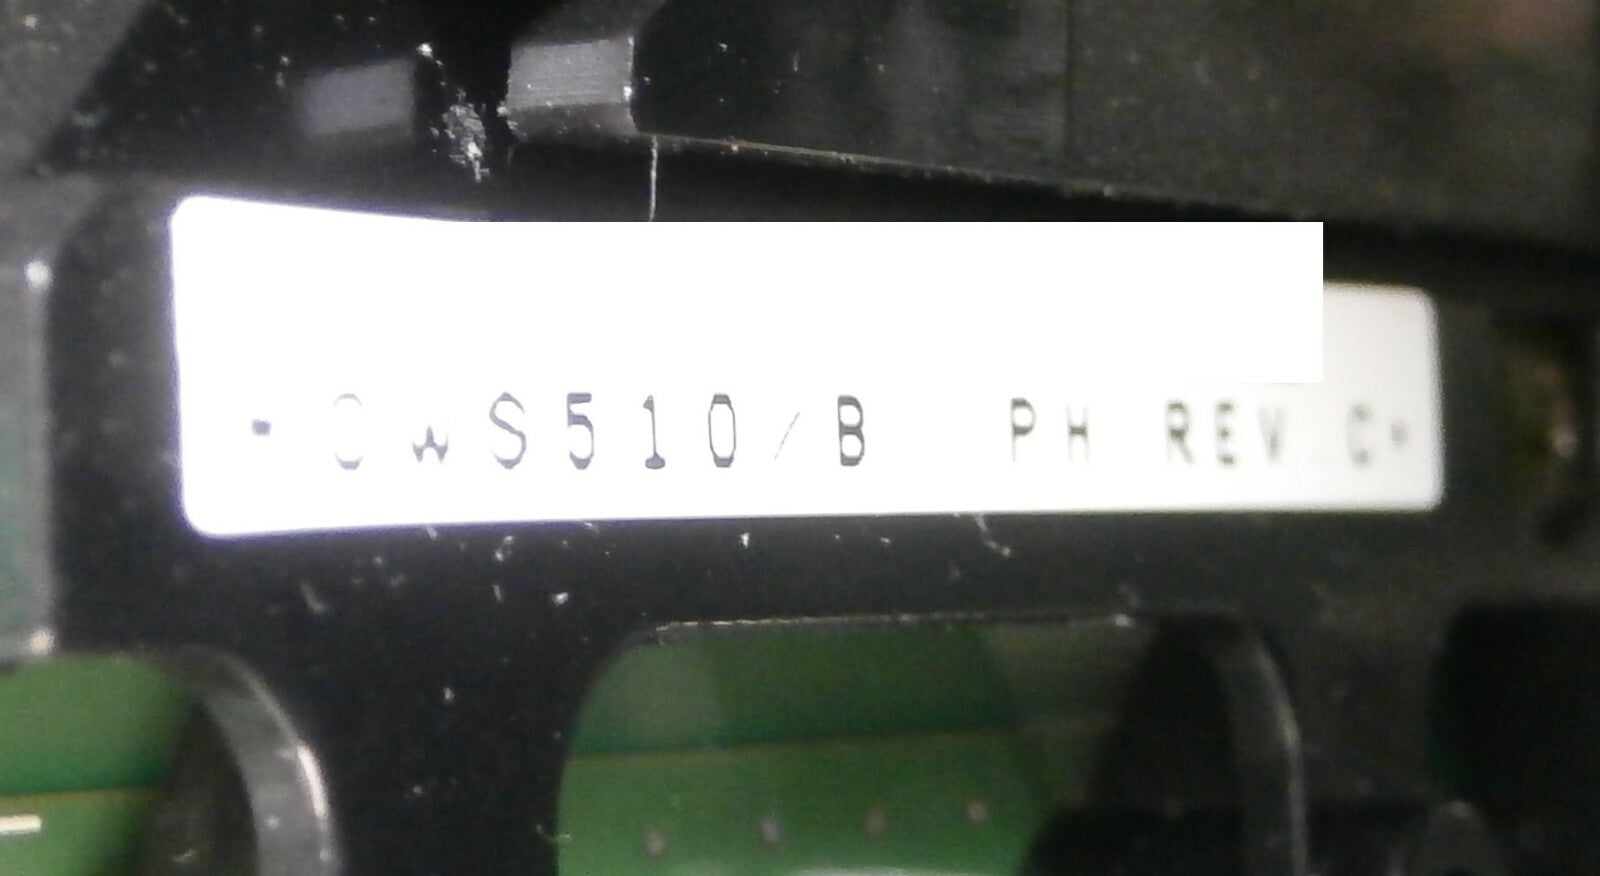 -CWS510/B PH REV.C-